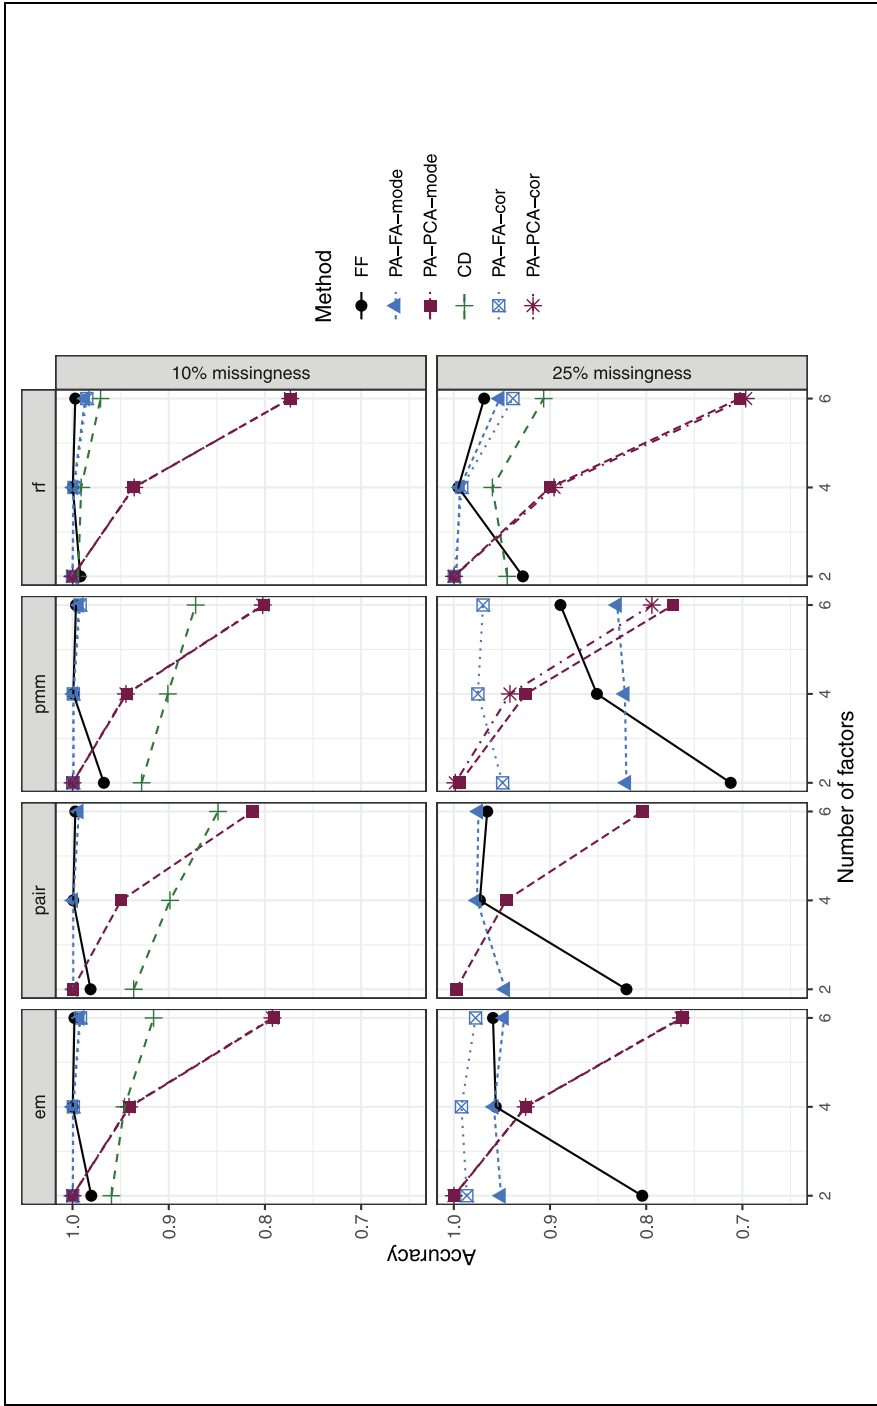 em
pair
pmm
rf
10% missingness
25% missingness
1.0
0.9
0.8
0.7
1.0
0.9
0.8
0.7
Accuracy
2
4
6
2
4
6
2
4
6
2
4
6
Number of factors
Method
FF
PA−FA−mode
PA−PCA−mode
CD
PA−FA−cor
PA−PCA−cor